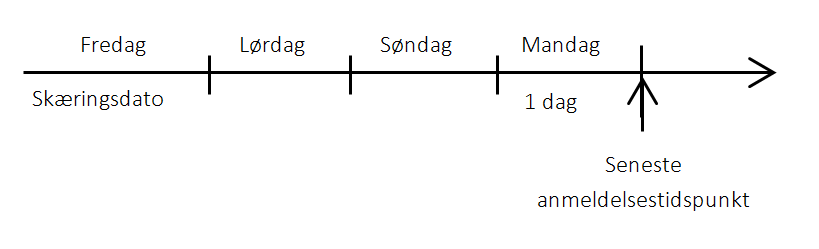 Fredag
Lørdag
Søndag
Mandag
Skæringsdato
1 dag
Seneste
anmeldelsestidspunkt